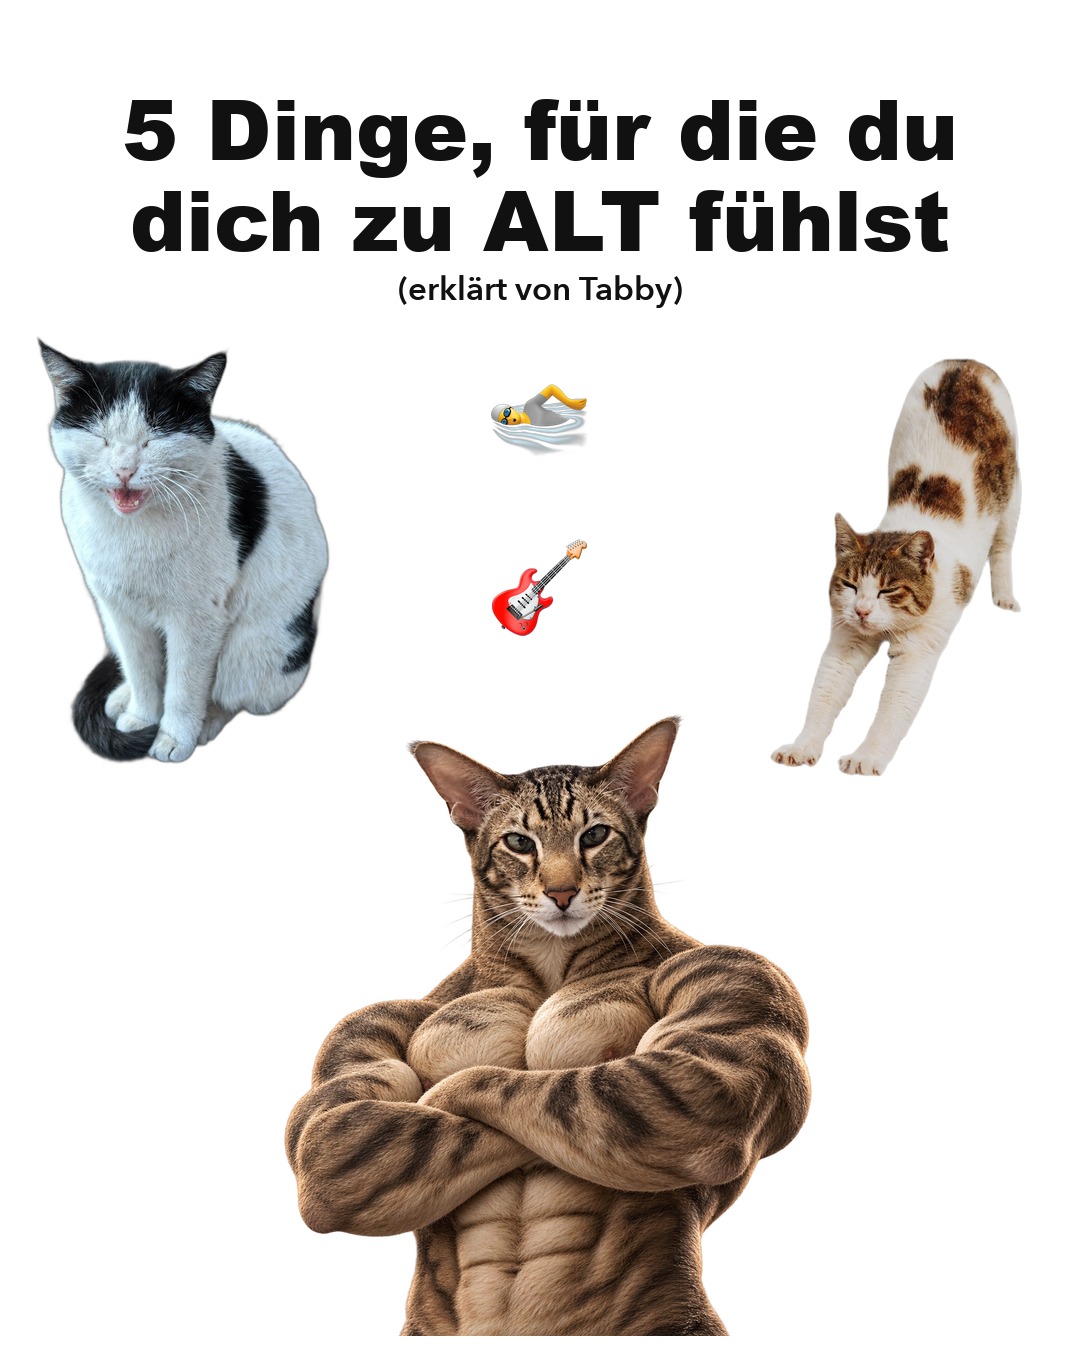 5 Dinge, für die du
dich zu ALT fühlst
(erklärt von Tabby)